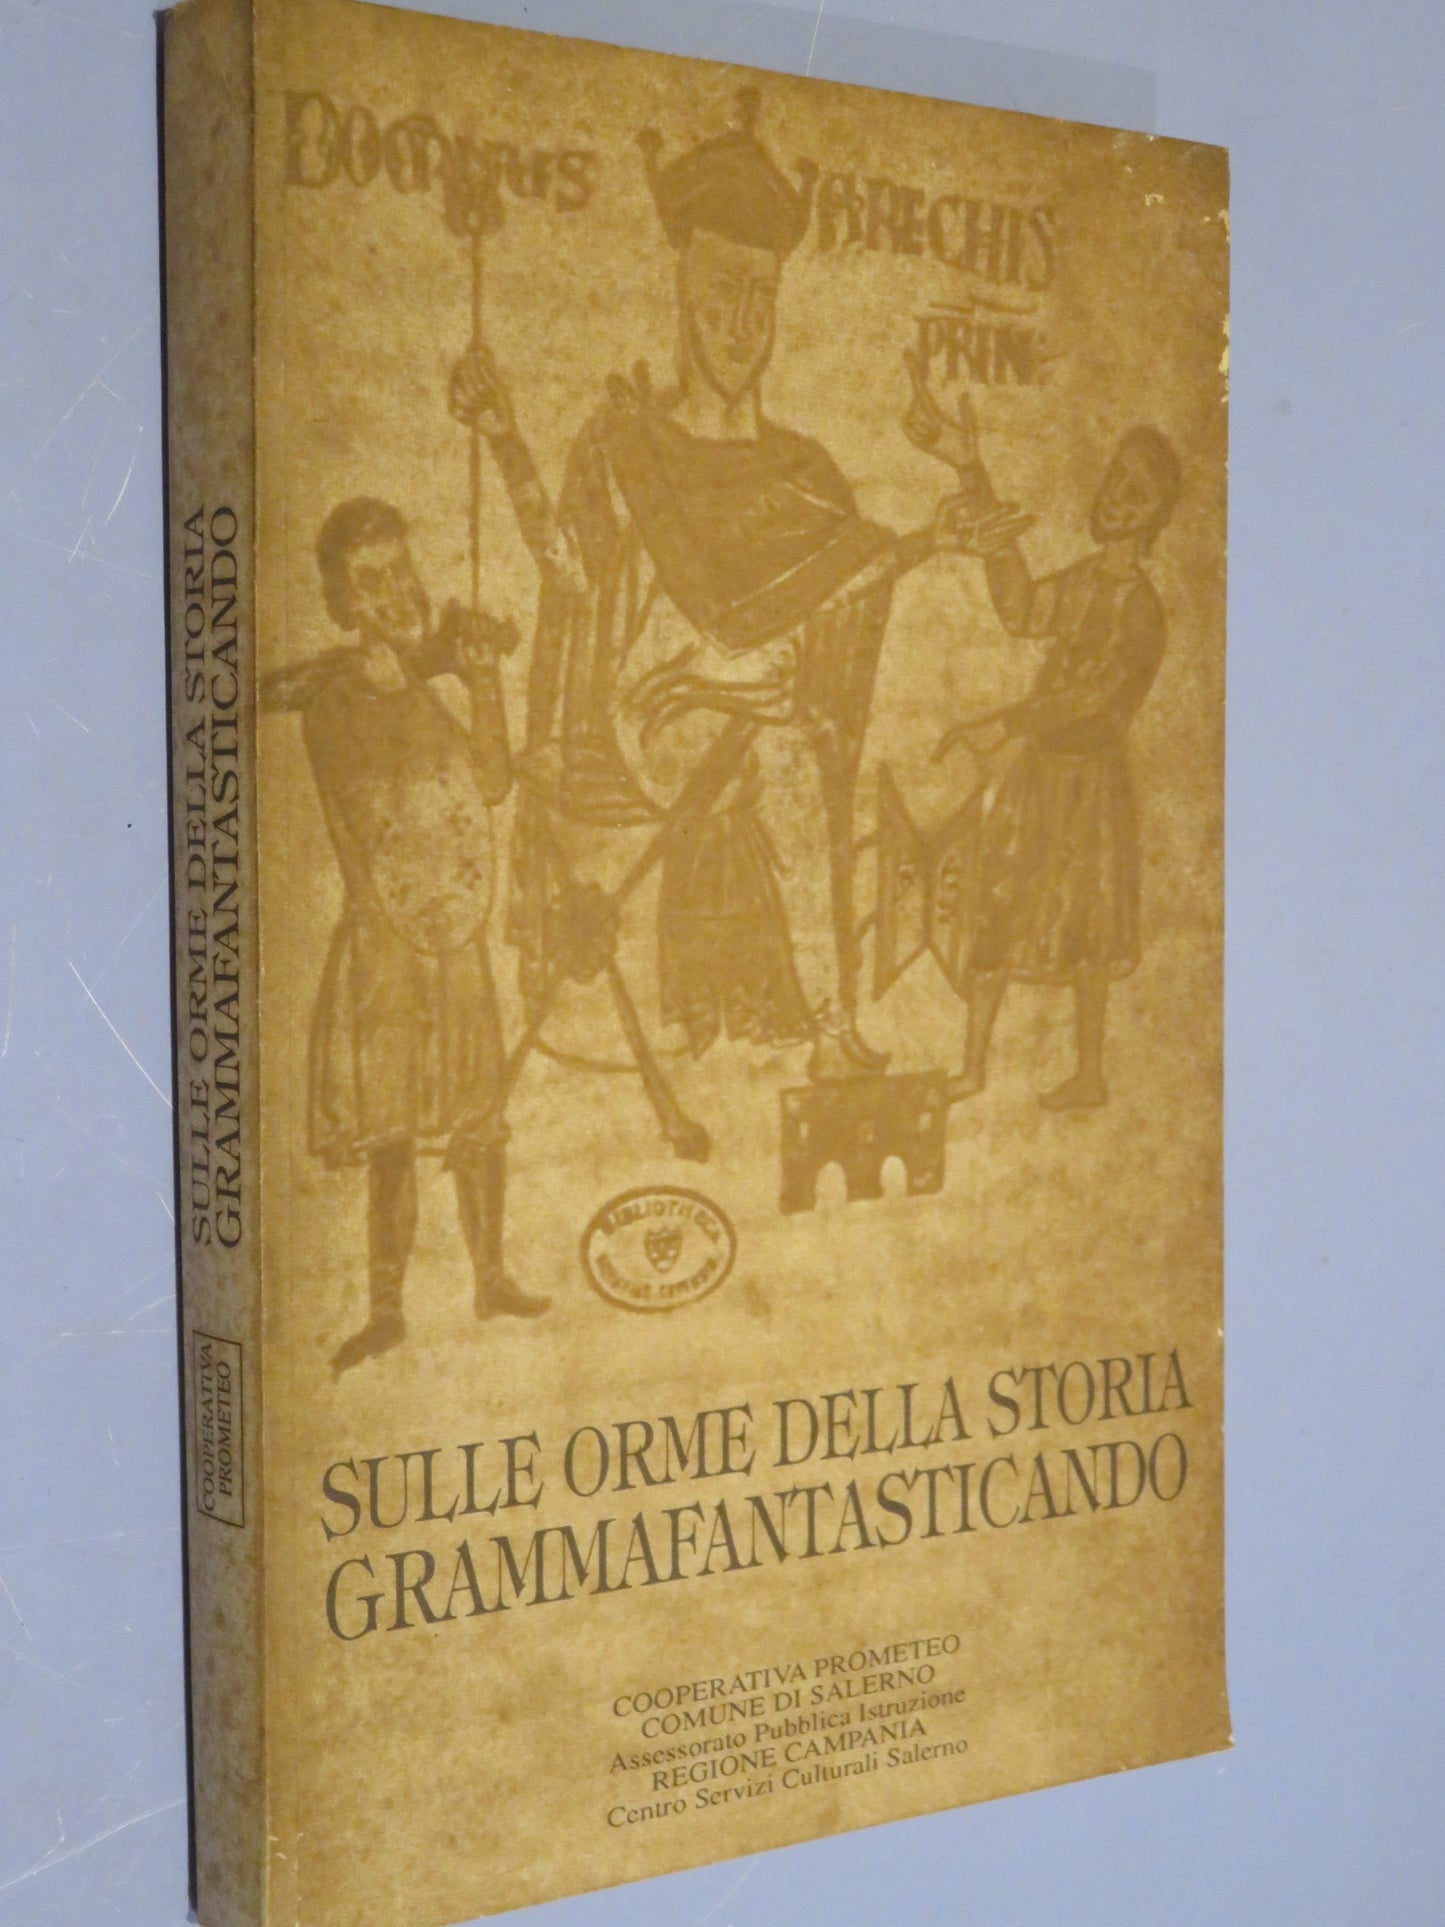 DOMNUS
ARECHIS
PRIN
BIBLIOTHECA
SULLE ORME DELLA STORIA
GRAMMAFANTASTICANDO
COOPERATIVA PROMETEO
COMUNE DI SALERNO
Assessorato Pubblica Istruzione
REGIONE CAMPANIA
Centro Servizi Culturali Salerno
SULLE ORME DELLA STORIA
GRAMMAFANTASTICANDO
COOPERATIVA
PROMETEO